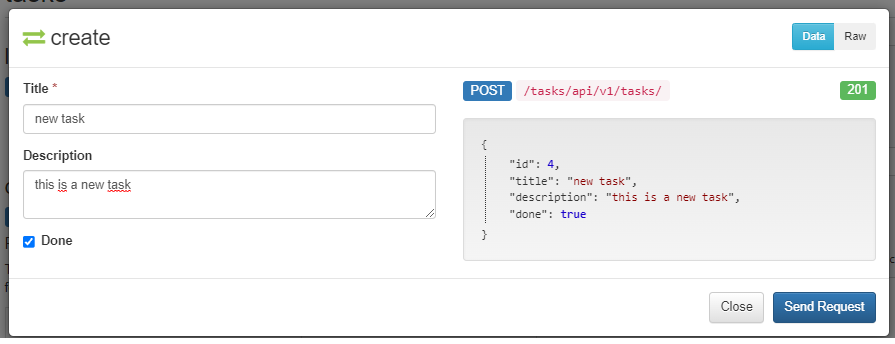 create
Data
Raw
Title *
new task
Description
this is a new task
Done
POST
/tasks/api/v1/tasks/
201
{
"id": 4,
"title": "new task",
"description": "this is a new task",
"done": true
}
Close
Send Request